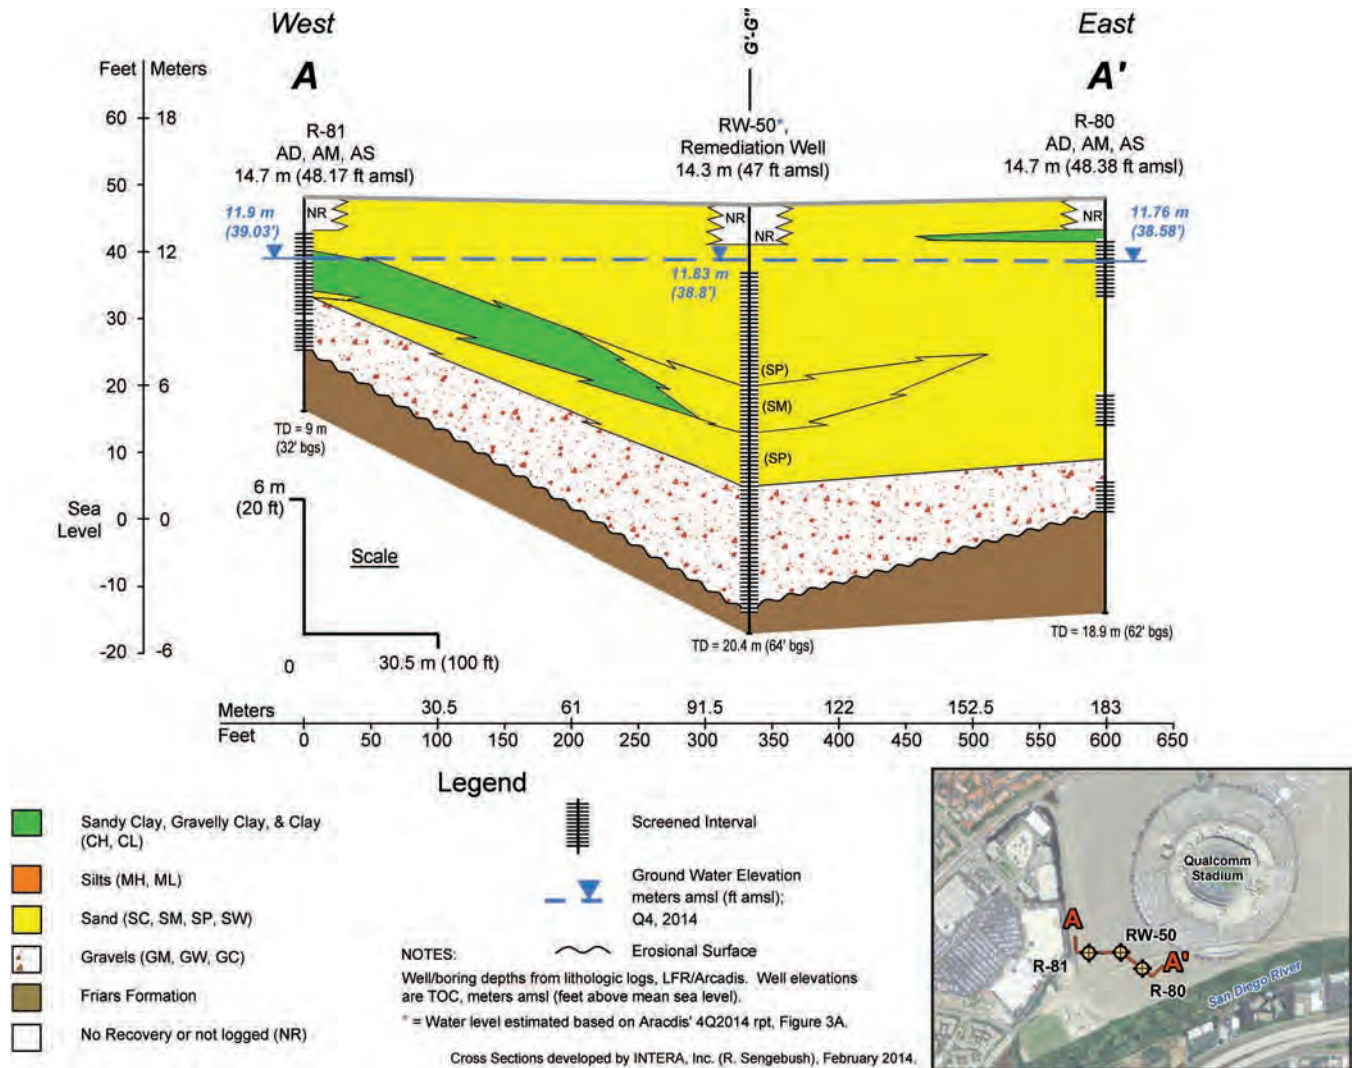 West
G'-G"
East
Feet
Meters
A
A'
60
18
50
40
12
30
20
6
10
Sea
Level
0
0
-10
-20
-6
R-81
AD, AM, AS
14.7 m (48.17 ft amsl)
RW-50*,
Remediation Well
14.3 m (47 ft amsl)
R-80
AD, AM, AS
14.7 m (48.38 ft amsl)
NR
NR
NR
NR
11.9 m
(39.03')
11.83 m
(38.8')
11.76 m
(38.58')
(SP)
(SM)
(SP)
TD = 9 m
(32' bgs)
TD = 20.4 m (64' bgs)
TD = 18.9 m (62' bgs)
6 m
(20 ft)
Scale
0
30.5 m (100 ft)
Meters
30.5
61
91.5
122
152.5
183
Feet
0
50
100
150
200
250
300
350
400
450
500
550
600
650
Legend
Sandy Clay, Gravelly Clay, & Clay
(CH, CL)
Silts (MH, ML)
Sand (SC, SM, SP, SW)
Gravels (GM, GW, GC)
Friars Formation
No Recovery or not logged (NR)
Screened Interval
Ground Water Elevation
meters amsl (ft amsl);
Q4, 2014
Erosional Surface
NOTES:
Well/boring depths from lithologic logs, LFR/Arcadis. Well elevations
are TOC, meters amsl (feet above mean sea level).
* = Water level estimated based on Aracdis' 4Q2014 rpt, Figure 3A.
Cross Sections developed by INTERA, Inc. (R. Sengebush), February 2014.
Qualcomm
Stadium
A
RW-50
A'
R-81
R-80
San Diego River